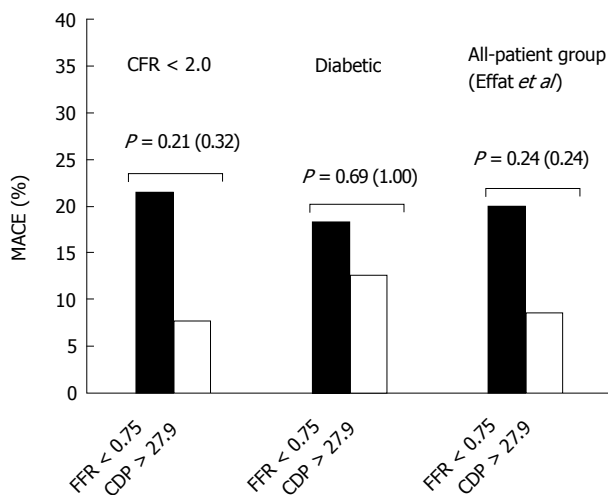 40
35
30
25
20
15
10
5
0
MACE (%)
CFR < 2.0
Diabetic
All-patient group
(Effat et al)
P = 0.21 (0.32)
P = 0.69 (1.00)
P = 0.24 (0.24)
FFR < 0.75
CDP > 27.9
FFR < 0.75
CDP > 27.9
FFR < 0.75
CDP > 27.9